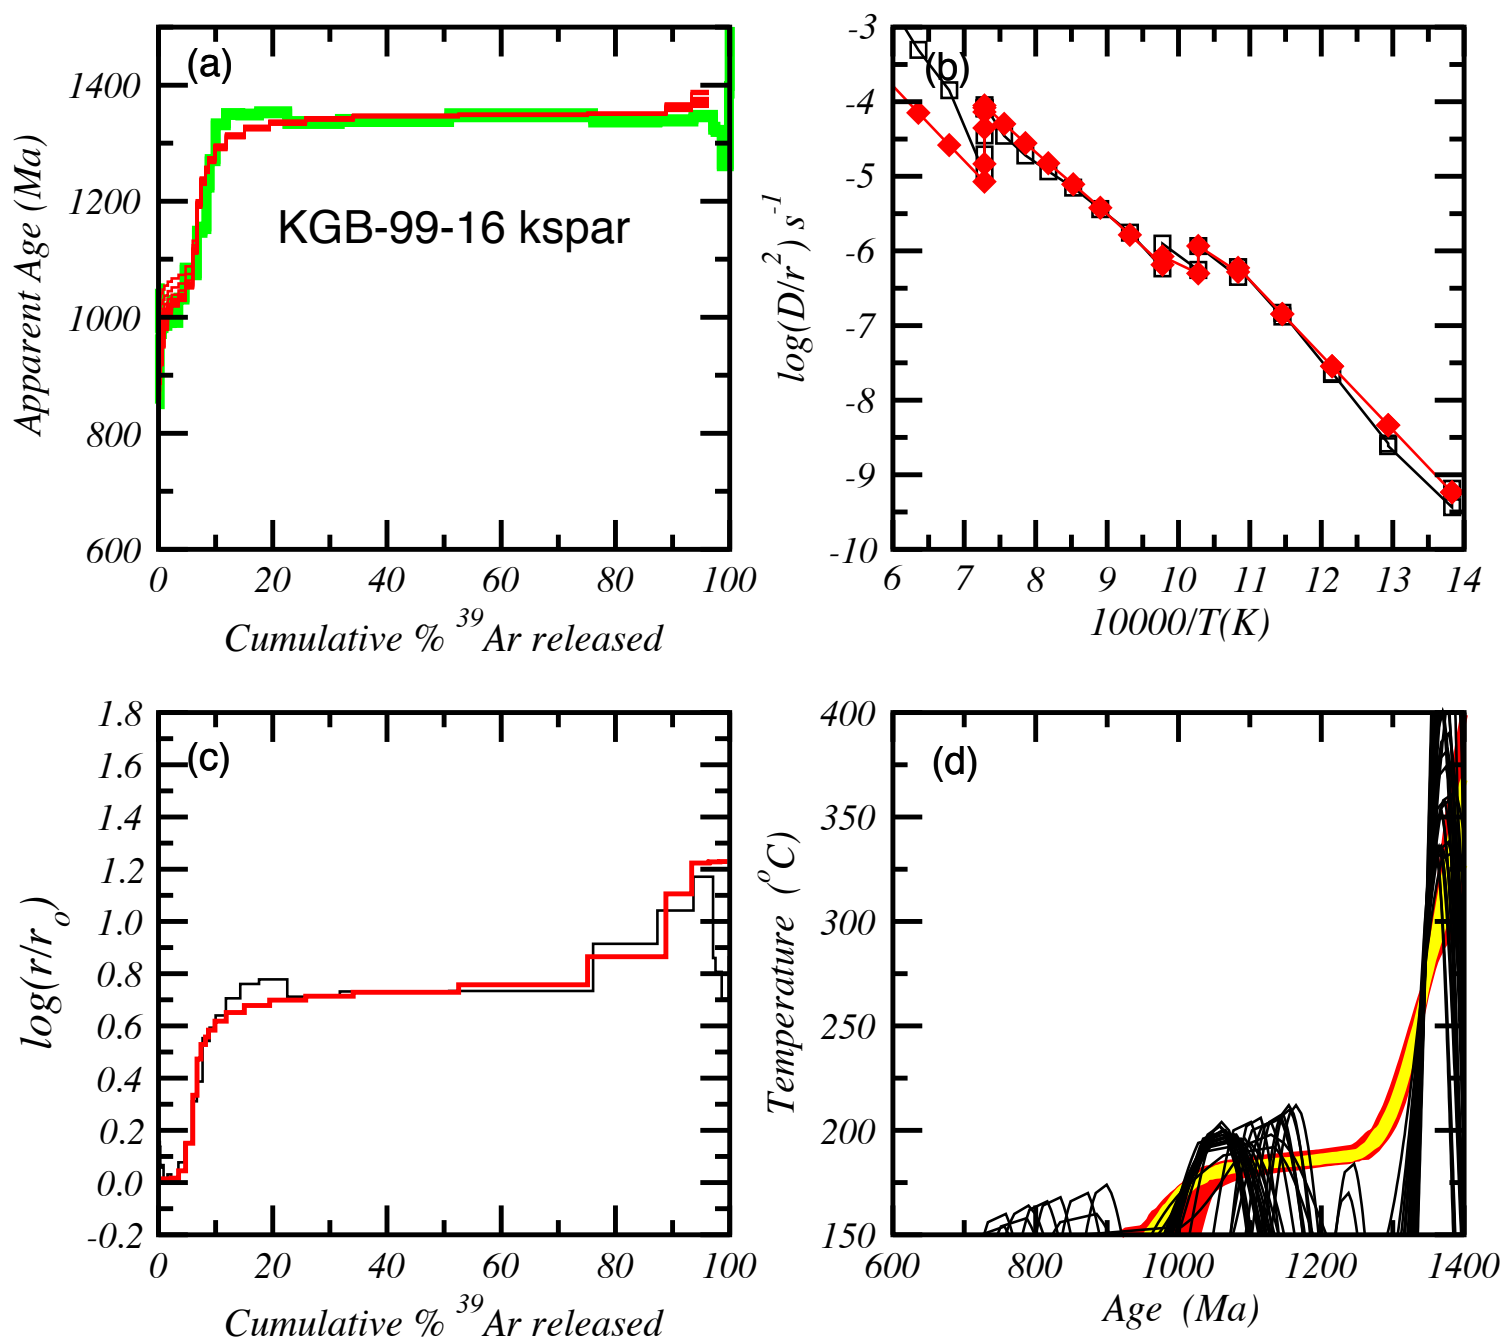 (a)
1400
1200
1000
800
600
Apparent Age (Ma)
KGB-99-16 kspar
0 20 40 60 80 100
Cumulative % ³⁹Ar released
(b)
-3
-4
-5
-6
-7
-8
-9
-10
log(D/r²) s⁻¹
6 7 8 9 10 11 12 13 14
10000/T(K)
(c)
1.8
1.6
1.4
1.2
1.0
0.8
0.6
0.4
0.2
0.0
-0.2
log(r/rₒ)
0 20 40 60 80 100
Cumulative % ³⁹Ar released
(d)
400
350
300
250
200
150
Temperature (ºC)
600 800 1000 1200 1400
Age (Ma)